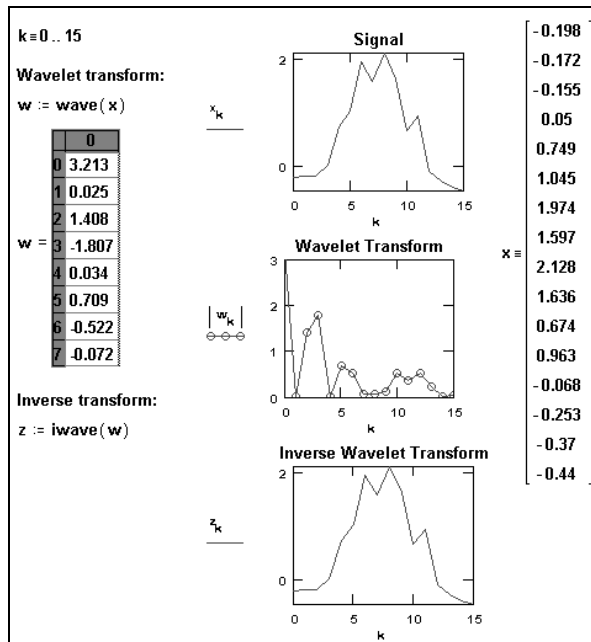 k≡0 .. 15
Wavelet transform:
w := wave(x)
w =
0
0 3.213
1 0.025
2 1.408
3 -1.807
4 0.034
5 0.709
6 -0.522
7 -0.072
Inverse transform:
z := iwave(w)
Signal
2
0
x_k
0 5 10 15
k
Wavelet Transform
3
2
1
0
|w_k|
0 5 10 15
k
Inverse Wavelet Transform
2
0
z_k
0 5 10 15
k
x ≡
-0.198
-0.172
-0.155
0.05
0.749
1.045
1.974
1.597
2.128
1.636
0.674
0.963
-0.068
-0.253
-0.37
-0.44